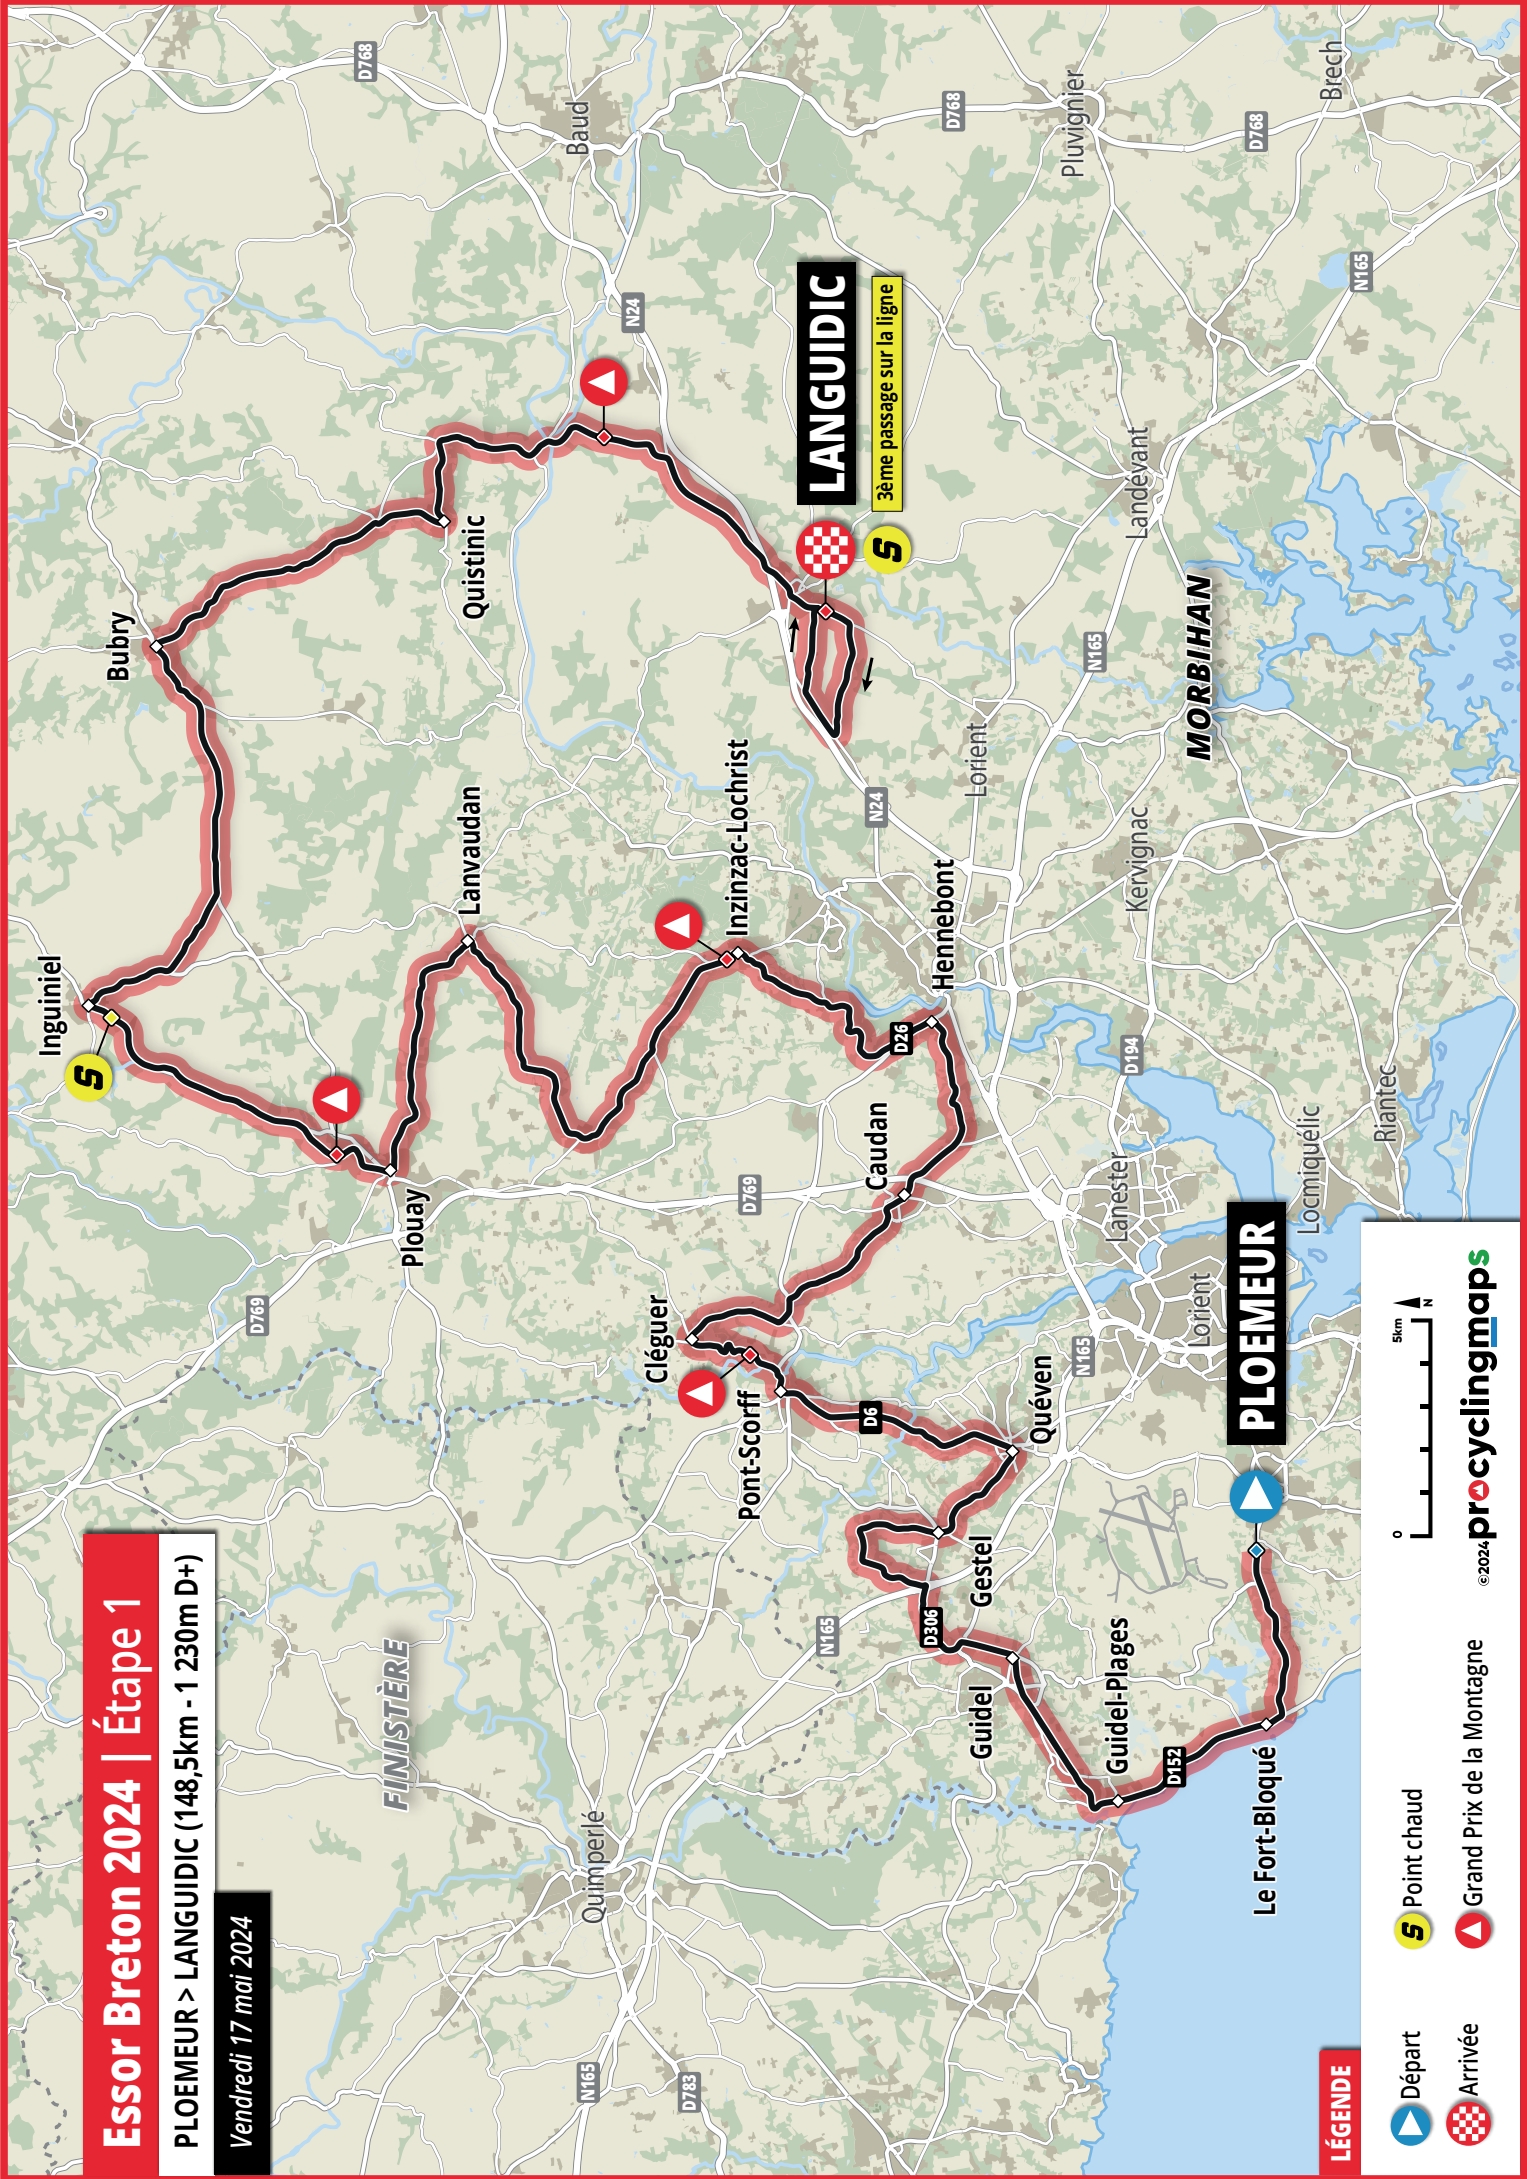 Essor Breton 2024 | Étape 1
PLOEMEUR > LANGUIDIC (148,5km - 1 230m D+)
Vendredi 17 mai 2024
FINISTÈRE
Quimperlé
N165
D783
N165
D769
D768
Baud
D768
Pluvignier
D768
Brech
N165
N24
Inguiniel
S
Bubry
Quistinic
Lanvaudan
Plouay
Inzinzac-Lochrist
LANGUIDIC
3ème passage sur la ligne
S
N24
Landévant
Lorient
N165
MORBIHAN
Kervignac
Hennebont
D26
Caudan
D769
Cléguer
Pont-Scorff
D6
Quéven
N165
Gestel
D306
Guidel
Guidel-Plages
D152
Le Fort-Bloqué
PLOEMEUR
Lorient
Lanester
D194
Locmiquélic
Riantec
LÉGENDE
Départ
S Point chaud
Arrivée
Grand Prix de la Montagne
0
5km
N
©2024 procyclingmaps